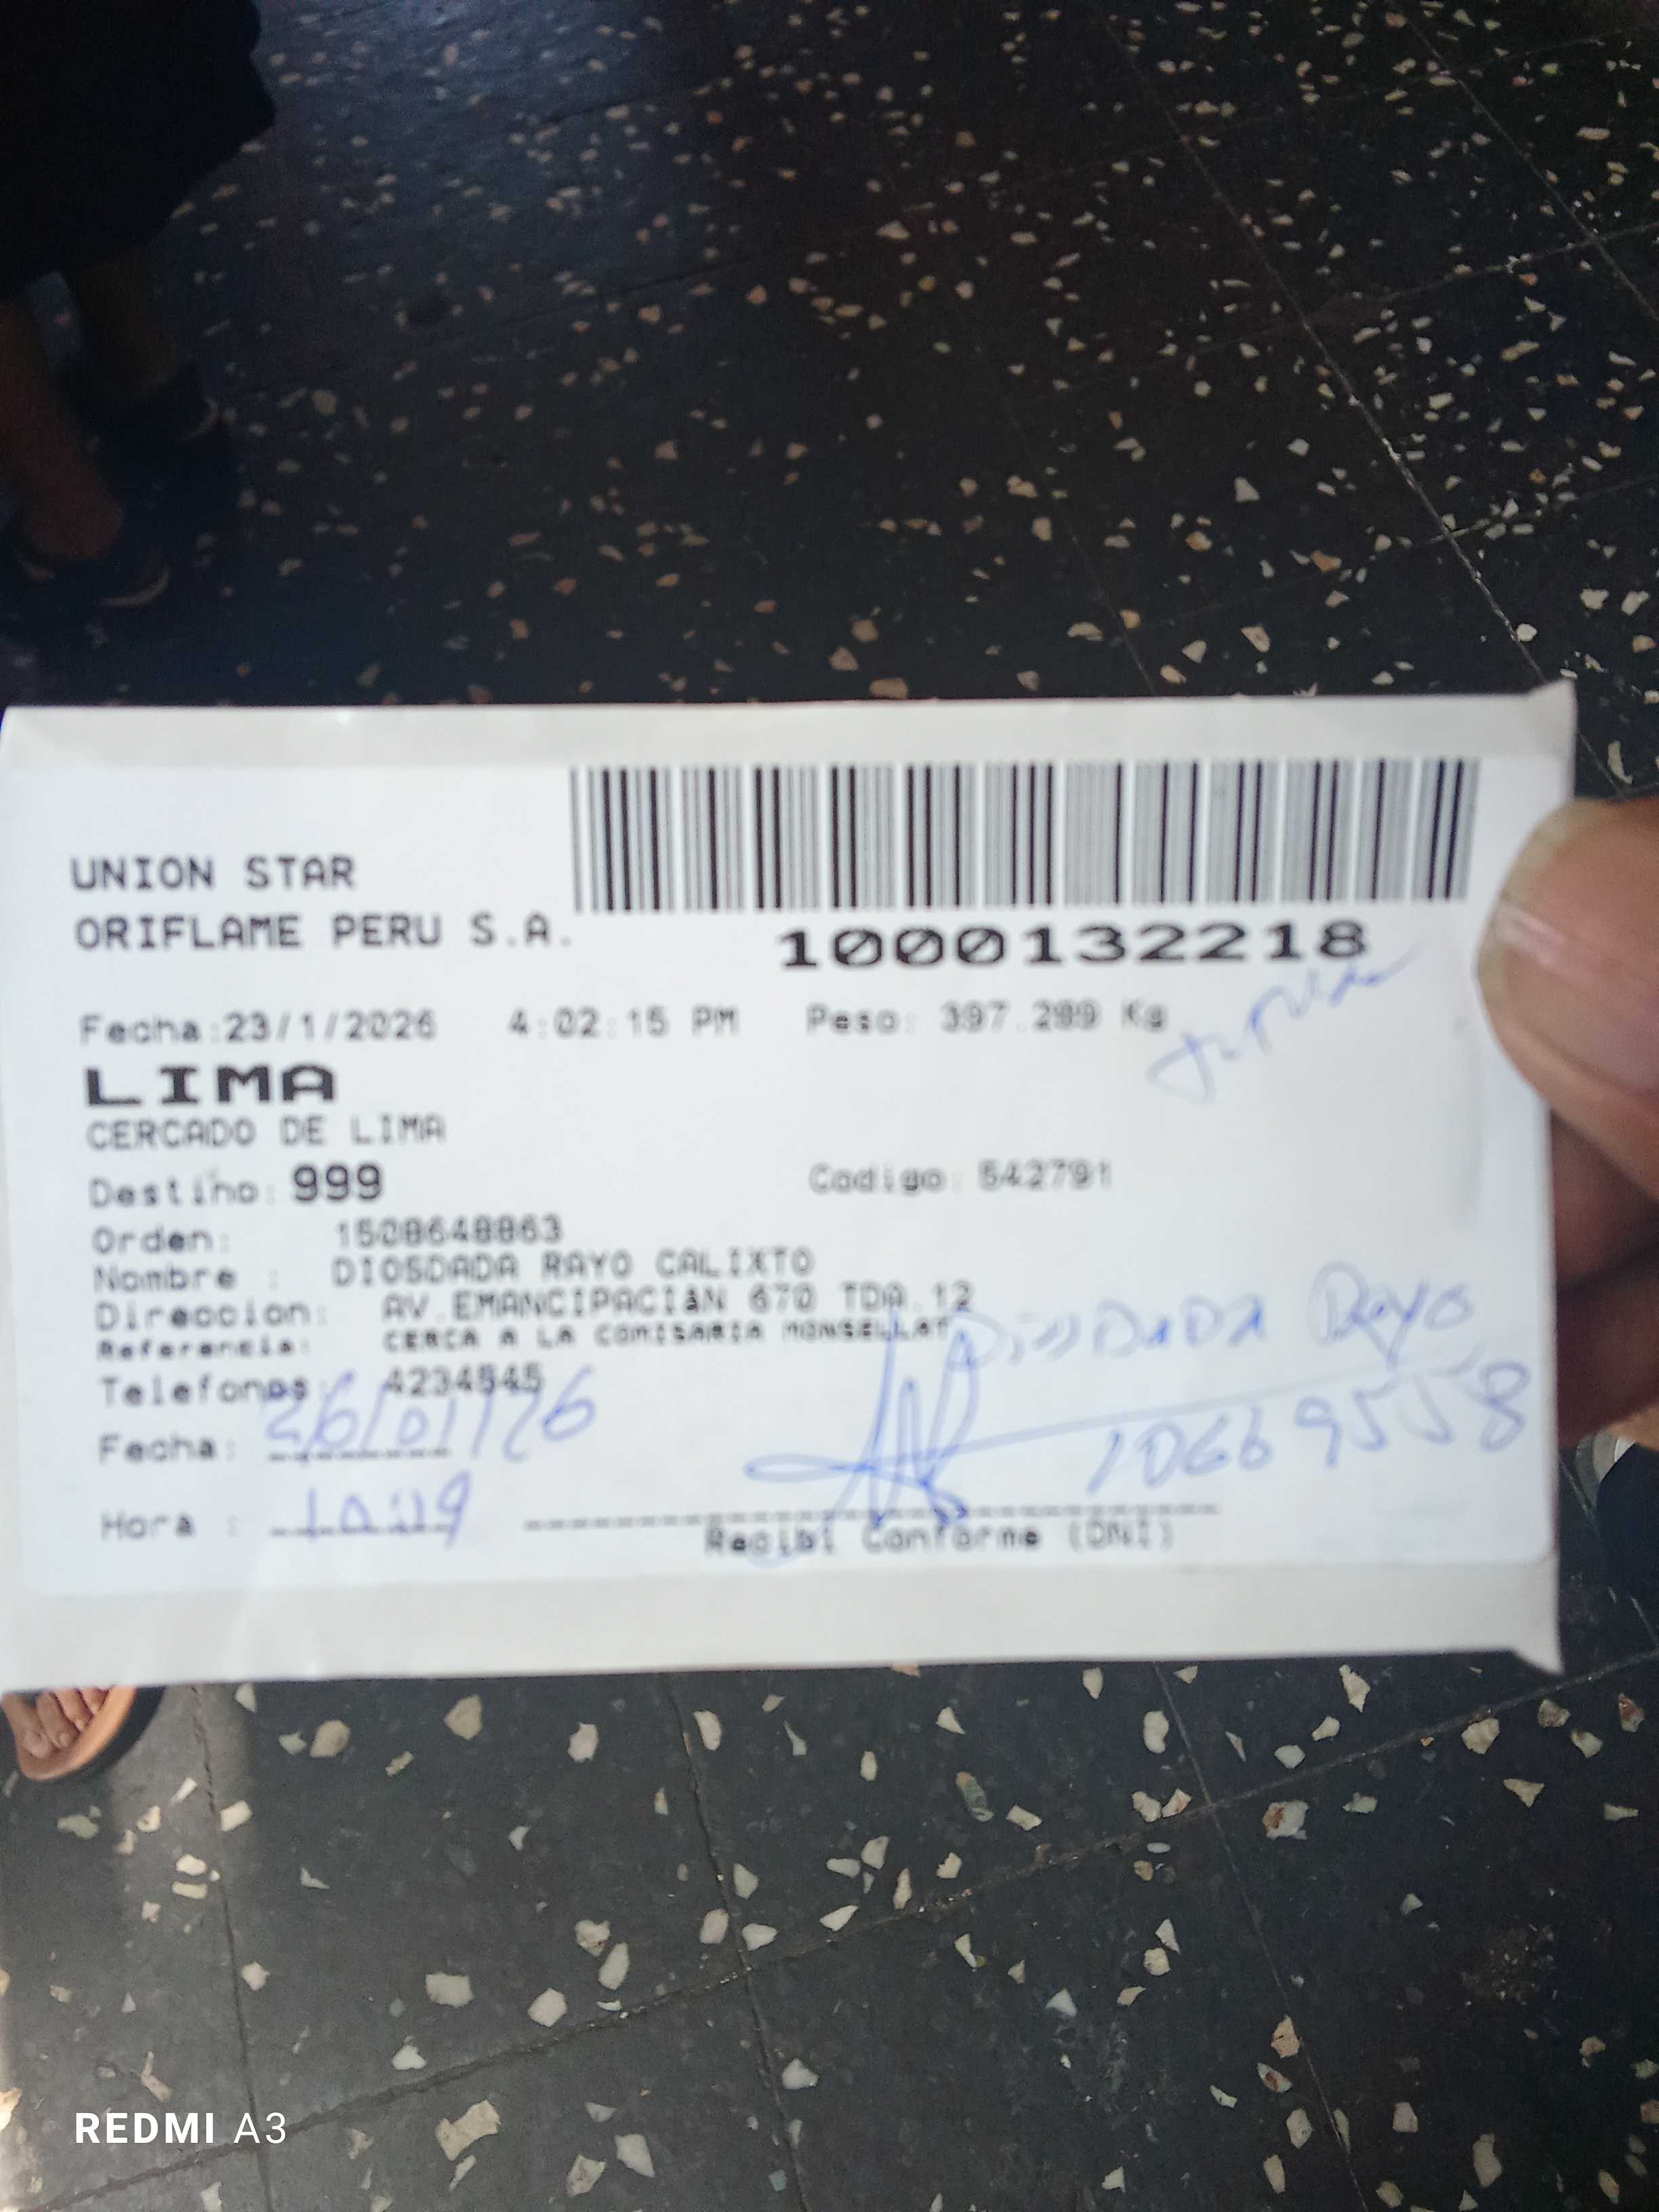 UNION STAR
ORIFLAME PERU S.A.
1000132218
Fecha:23/1/2026 4:02:15 PM Peso: 397.289 Kg
LIMA
CERCADO DE LIMA
Destino: 999 Codigo: 542791
Orden: 1508648863
Nombre : DIOSDADA RAYO CALIXTO
Direccion: AV.EMANCIPACIàN 670 TDA.12
Referencia: CERCA A LA COMISARIA MONSELLAT
DiosDaDA Rayo
Telefonos: 4234545
Fecha: 26/01/26
10669558
Hora : 10:19
Recibi Conforme (DNI)
REDMI A3